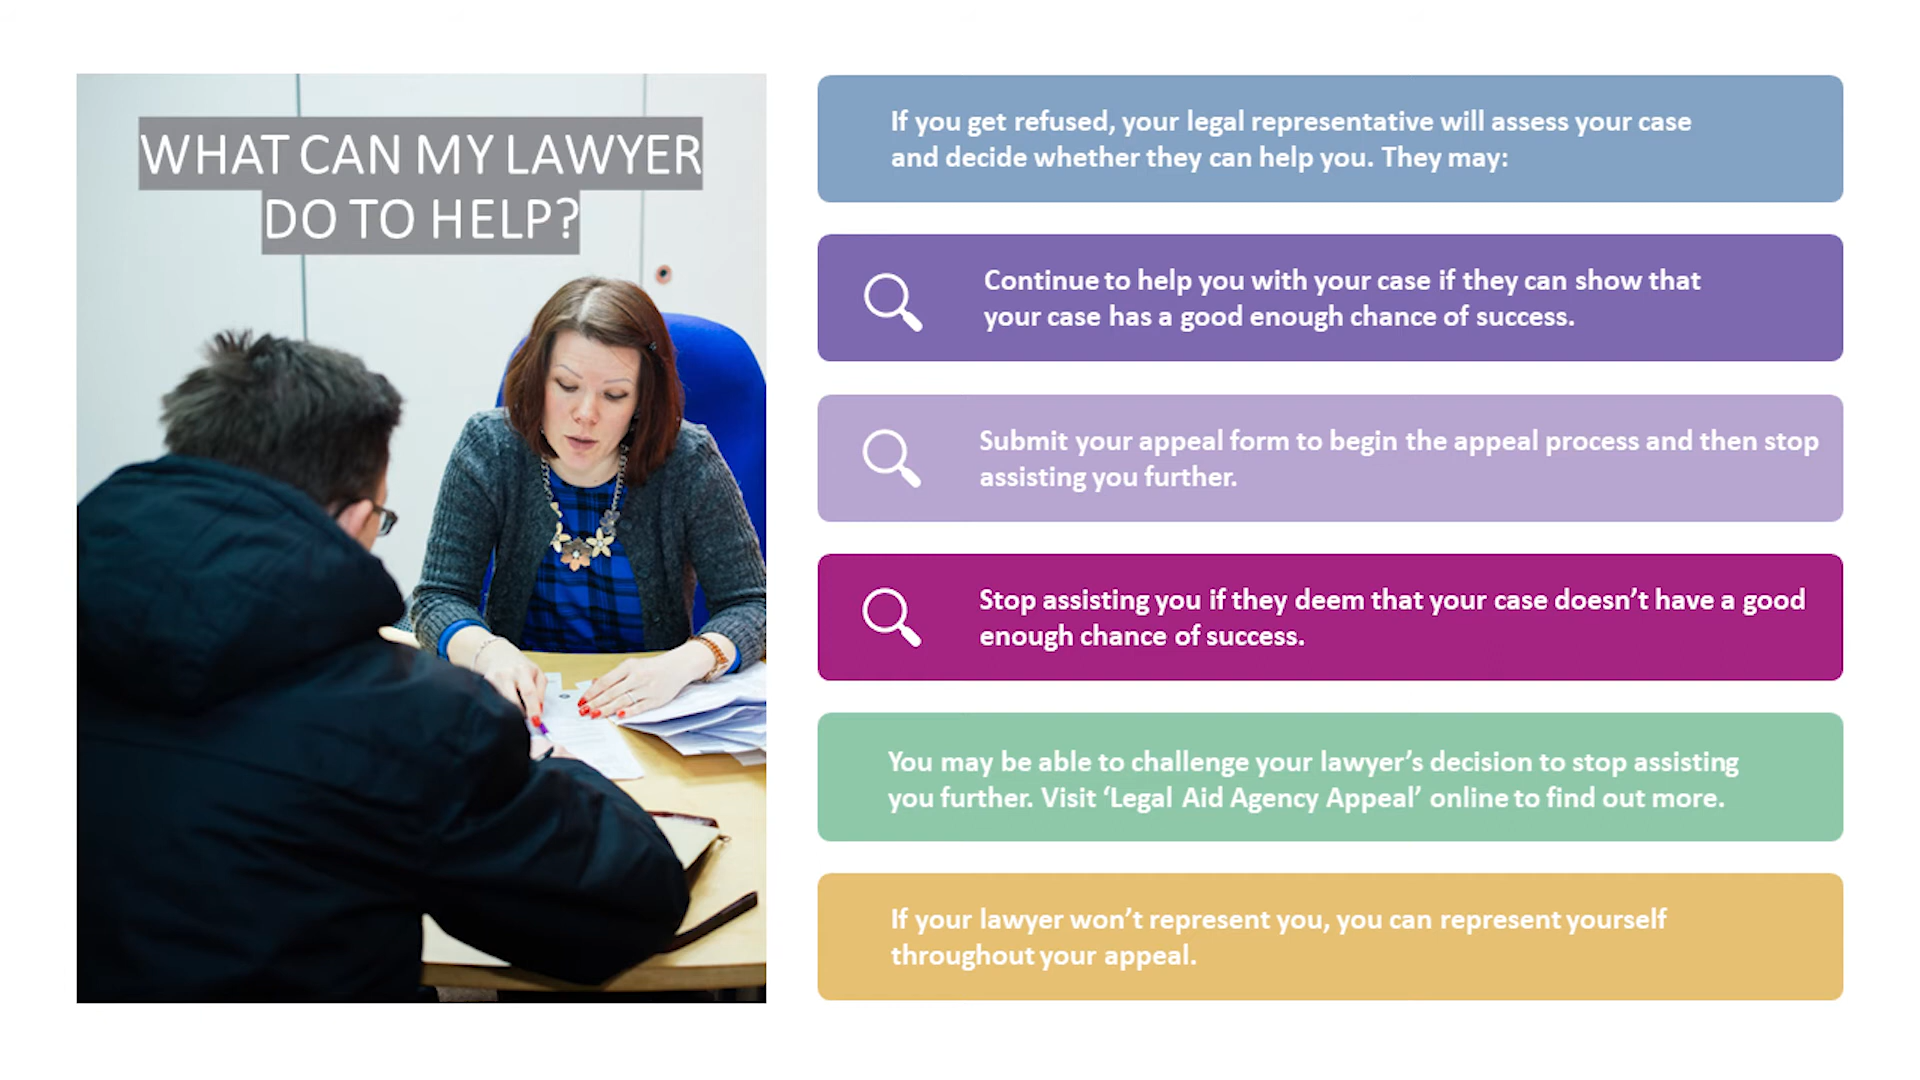 WHAT CAN MY LAWYER
DO TO HELP?
If you get refused, your legal representative will assess your case
and decide whether they can help you. They may:
Continue to help you with your case if they can show that
your case has a good enough chance of success.
Submit your appeal form to begin the appeal process and then stop
assisting you further.
Stop assisting you if they deem that your case doesn’t have a good
enough chance of success.
You may be able to challenge your lawyer’s decision to stop assisting
you further. Visit ‘Legal Aid Agency Appeal’ online to find out more.
If your lawyer won’t represent you, you can represent yourself
throughout your appeal.